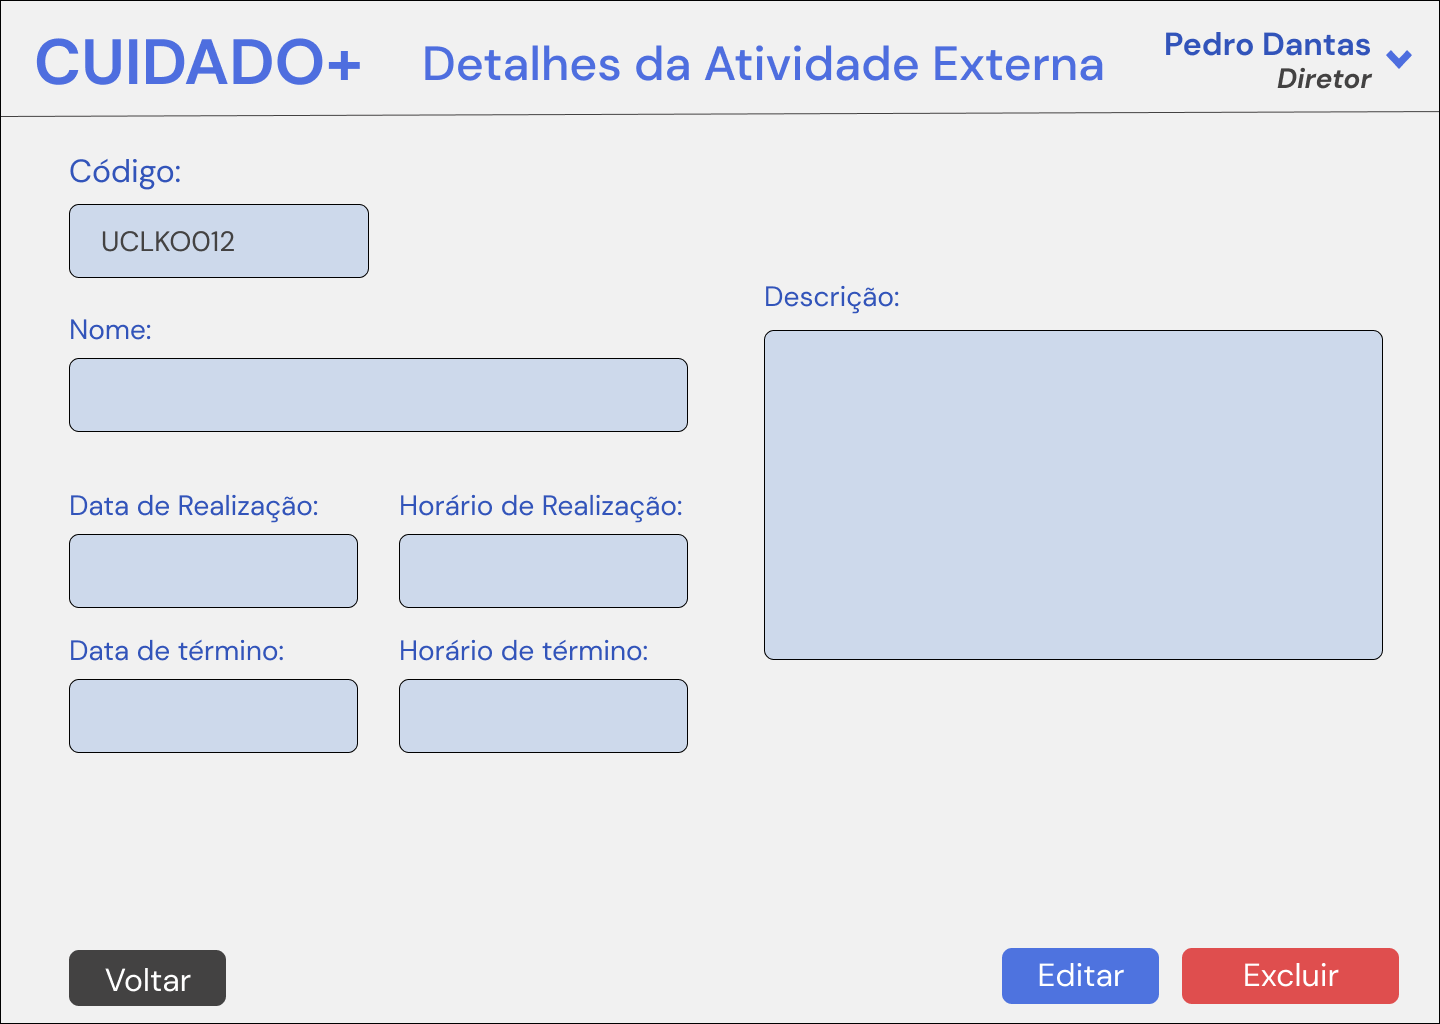 CUIDADO+
Detalhes da Atividade Externa
Pedro Dantas
Diretor
Código:
UCLKO012
Nome:
Descrição:
Data de Realização:
Horário de Realização:
Data de término:
Horário de término:
Voltar
Editar
Excluir